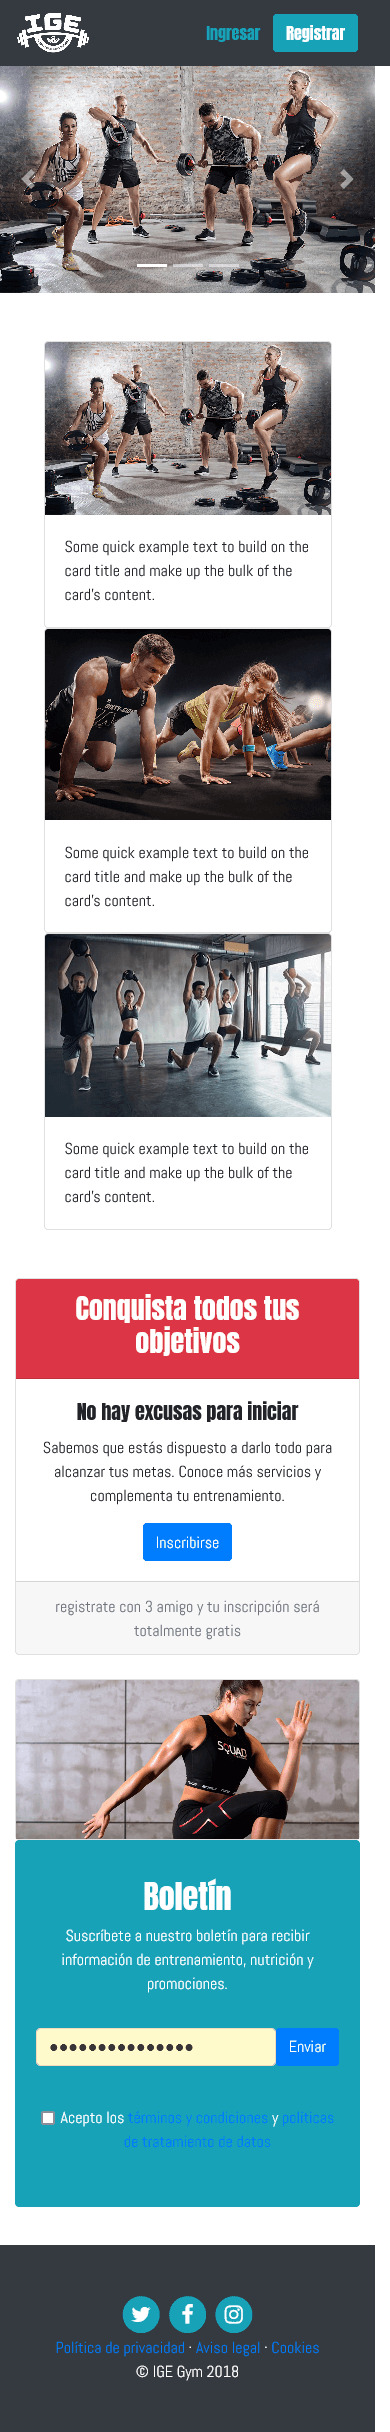 IGE
Ingresar
Registrar
Some quick example text to build on the
card title and make up the bulk of the
card's content.
Some quick example text to build on the
card title and make up the bulk of the
card's content.
Some quick example text to build on the
card title and make up the bulk of the
card's content.
Conquista todos tus
objetivos
No hay excusas para iniciar
Sabemos que estás dispuesto a darlo todo para
alcanzar tus metas. Conoce más servicios y
complementa tu entrenamiento.
Inscribirse
registrate con 3 amigo y tu inscripción será
totalmente gratis
SQUAD
Boletín
Suscríbete a nuestro boletín para recibir
información de entrenamiento, nutrición y
promociones.
•••••••••••••••
Enviar
Acepto los términos y condiciones y políticas
de tratamiento de datos
Política de privacidad · Aviso legal · Cookies
© IGE Gym 2018